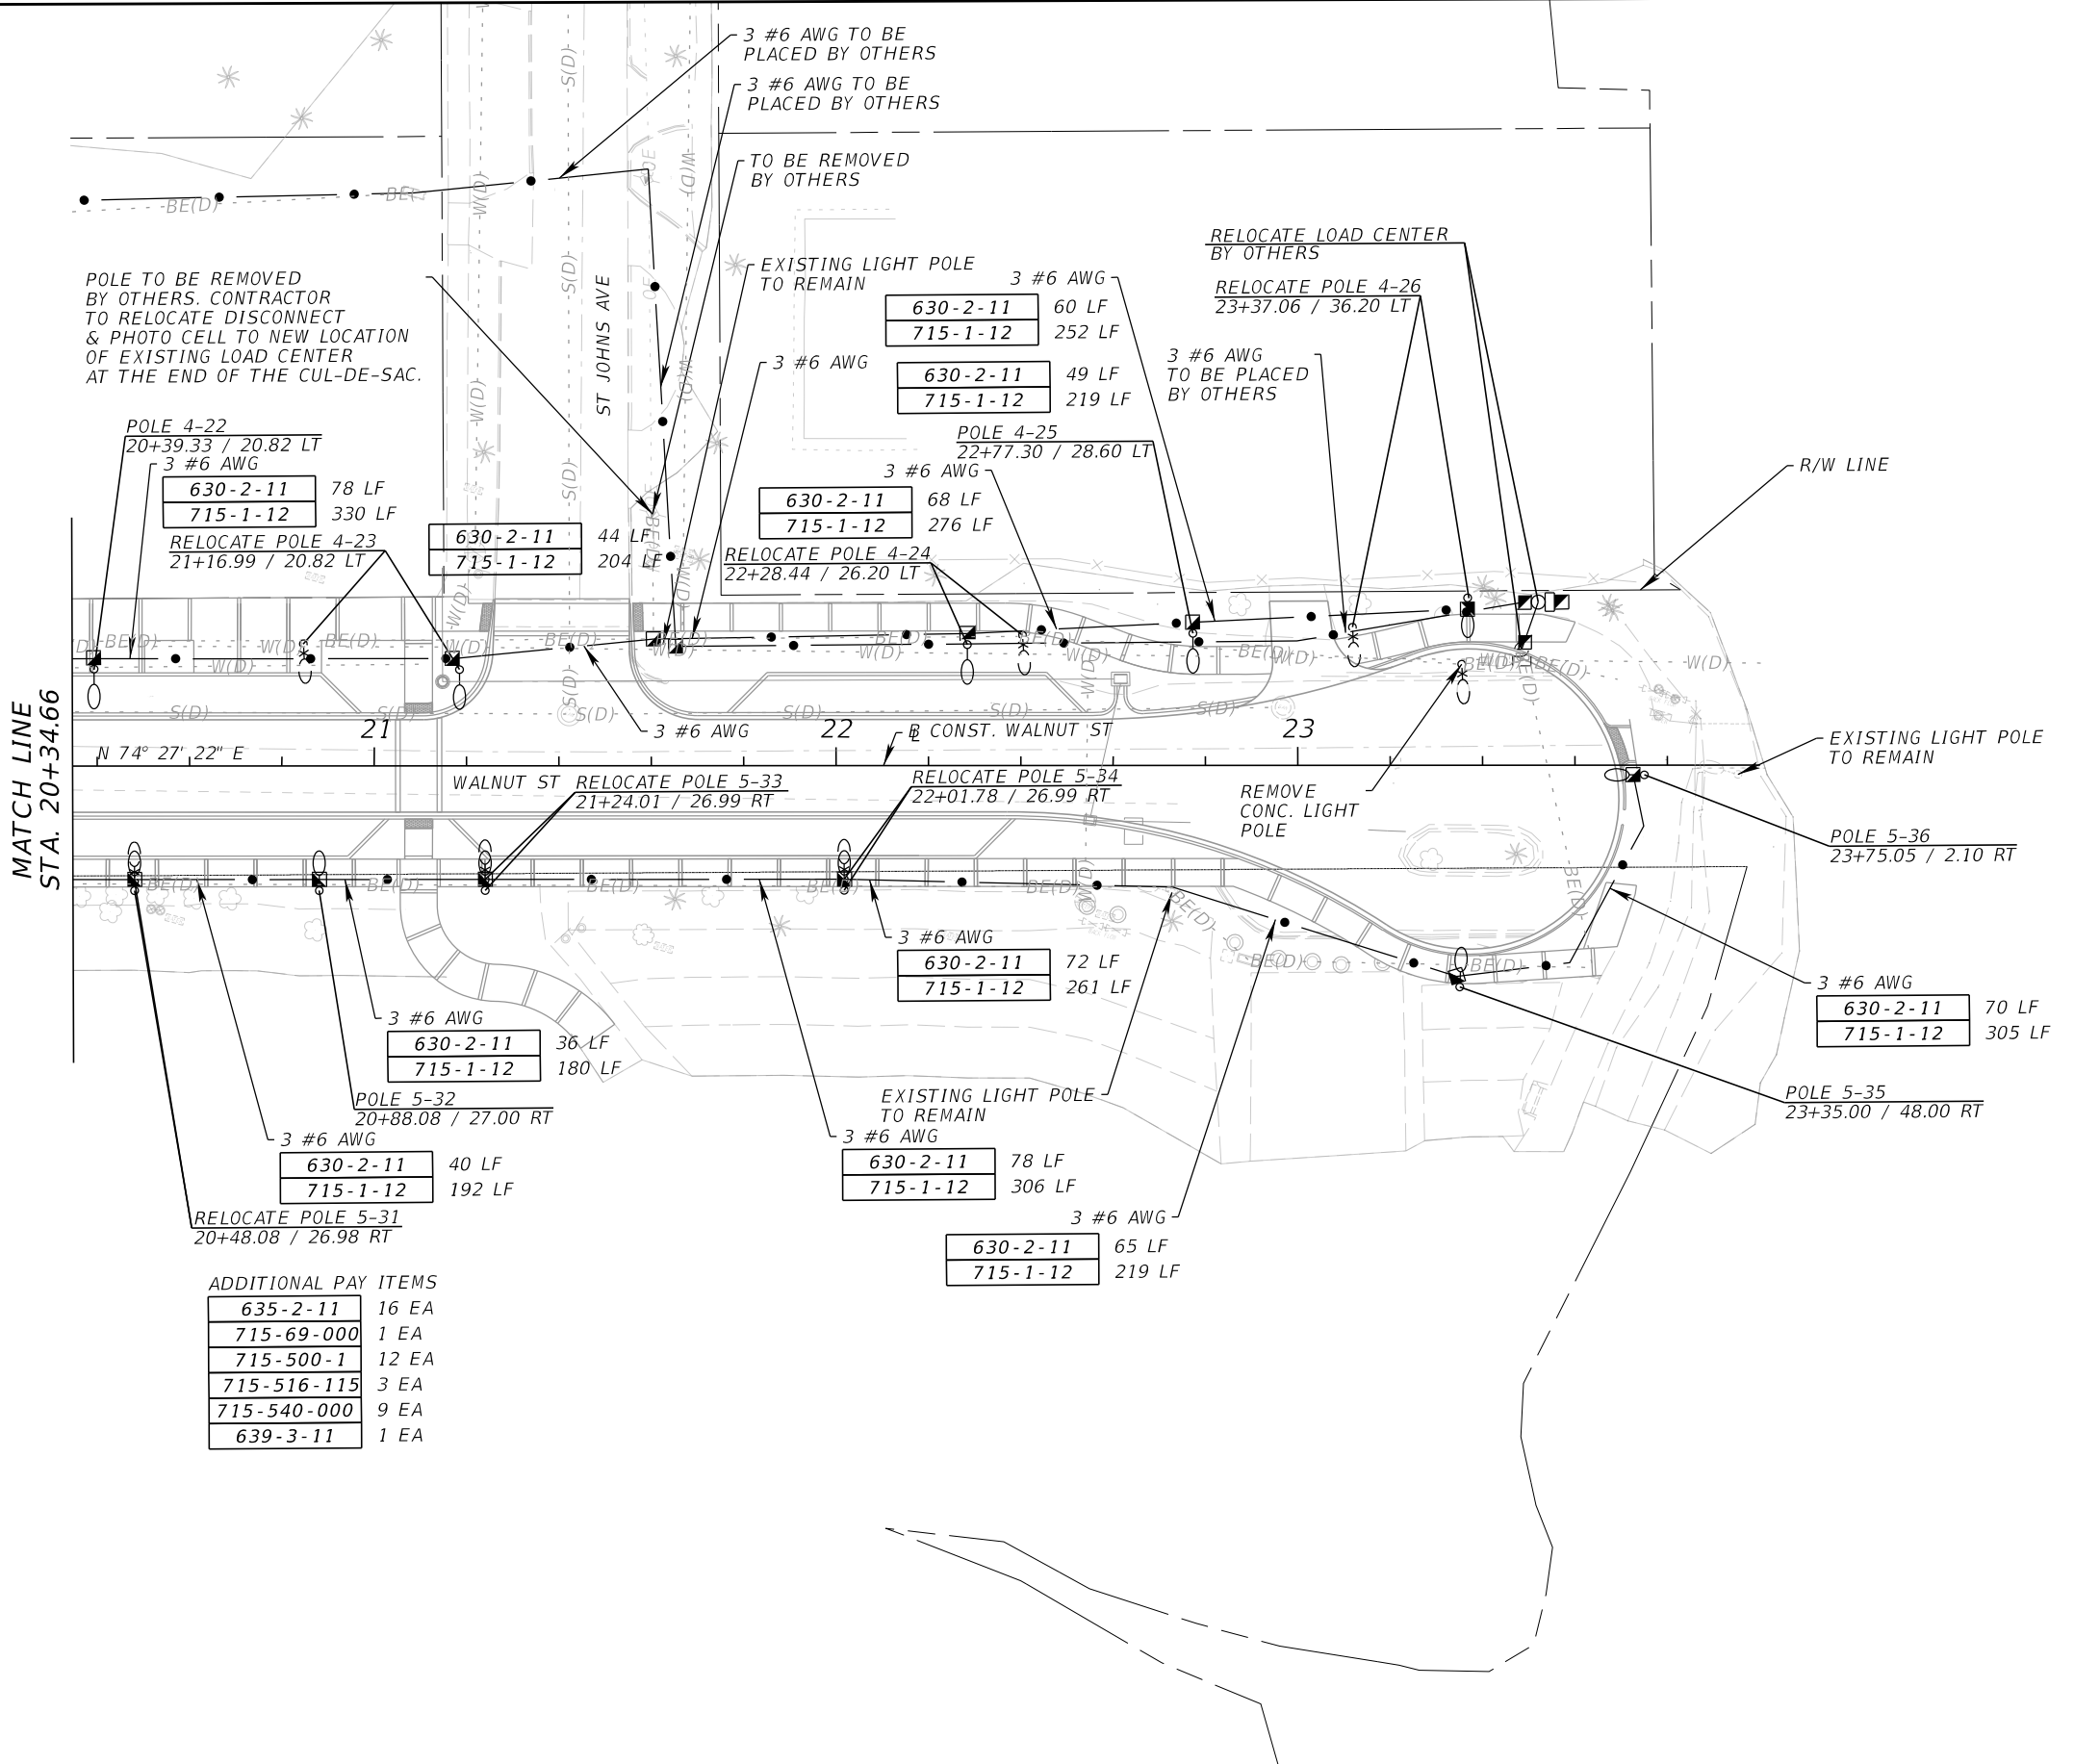 3 #6 AWG TO BE
PLACED BY OTHERS
3 #6 AWG TO BE
PLACED BY OTHERS
TO BE REMOVED
BY OTHERS
EXISTING LIGHT POLE
TO REMAIN
POLE TO BE REMOVED
BY OTHERS. CONTRACTOR
TO RELOCATE DISCONNECT
& PHOTO CELL TO NEW LOCATION
OF EXISTING LOAD CENTER
AT THE END OF THE CUL-DE-SAC.
ST JOHNS AVE
3 #6 AWG
630-2-11 60 LF
715-1-12 252 LF
3 #6 AWG
630-2-11 49 LF
715-1-12 219 LF
RELOCATE LOAD CENTER
BY OTHERS
RELOCATE POLE 4-26
23+37.06 / 36.20 LT
3 #6 AWG
TO BE PLACED
BY OTHERS
POLE 4-25
22+77.30 / 28.60 LT
R/W LINE
POLE 4-22
20+39.33 / 20.82 LT
3 #6 AWG
630-2-11 78 LF
715-1-12 330 LF
RELOCATE POLE 4-23
21+16.99 / 20.82 LT
630-2-11 44 LF
715-1-12 204 LF
3 #6 AWG
630-2-11 68 LF
715-1-12 276 LF
RELOCATE POLE 4-24
22+28.44 / 26.20 LT
BE(D)
BE(D)
W(D)
S(D)
W(D)
S(D)
W(D)
S(D)
W(D)
W(D)
BE(D)
W(D)
BE(D)
W(D)
BE(D)
BE(D)
BE(D)
W(D)
W(D)
W(D)
W(D)
BE(D)
W(D)
BE(D)
BE(D)
W(D)
S(D)
S(D)
S(D)
S(D)
S(D)
S(D)
MATCH LINE
STA. 20+34.66
21
22
23
3 #6 AWG
BL CONST. WALNUT ST
N 74° 27' 22" E
WALNUT ST
RELOCATE POLE 5-33
21+24.01 / 26.99 RT
RELOCATE POLE 5-34
22+01.78 / 26.99 RT
REMOVE
CONC. LIGHT
POLE
EXISTING LIGHT POLE
TO REMAIN
POLE 5-36
23+75.05 / 2.10 RT
BE(D)
BE(D)
BE(D)
BE(D)
BE(D)
W(D)
BE(D)
BE(D)
BE(D)
BE(D)
3 #6 AWG
630-2-11 72 LF
715-1-12 261 LF
3 #6 AWG
630-2-11 70 LF
715-1-12 305 LF
3 #6 AWG
630-2-11 36 LF
715-1-12 180 LF
POLE 5-32
20+88.08 / 27.00 RT
EXISTING LIGHT POLE
TO REMAIN
POLE 5-35
23+35.00 / 48.00 RT
3 #6 AWG
630-2-11 40 LF
715-1-12 192 LF
3 #6 AWG
630-2-11 78 LF
715-1-12 306 LF
RELOCATE POLE 5-31
20+48.08 / 26.98 RT
3 #6 AWG
630-2-11 65 LF
715-1-12 219 LF
ADDITIONAL PAY ITEMS
635-2-11 16 EA
715-69-000 1 EA
715-500-1 12 EA
715-516-115 3 EA
715-540-000 9 EA
639-3-11 1 EA